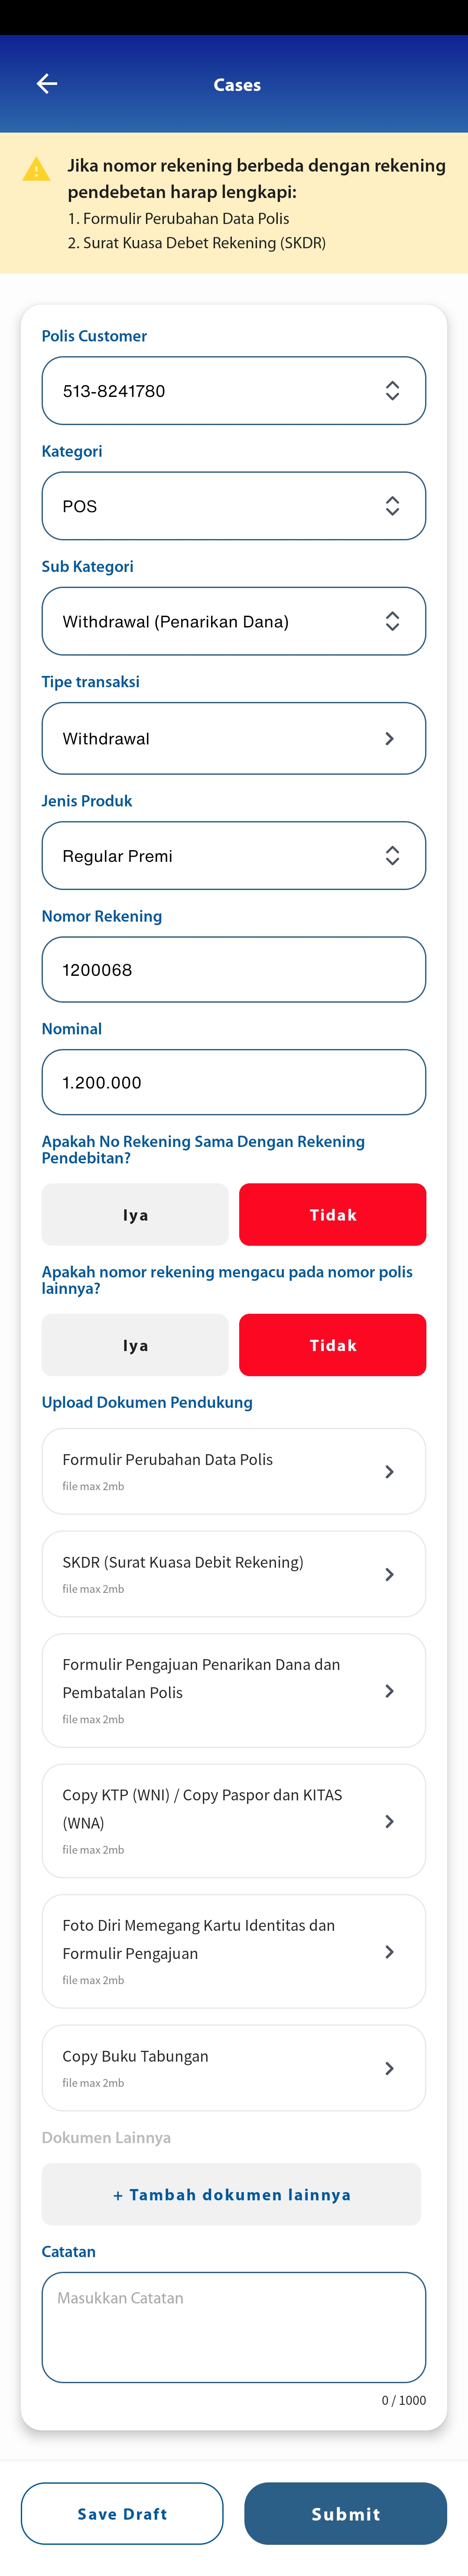 Cases
Jika nomor rekening berbeda dengan rekening
pendebetan harap lengkapi:
1. Formulir Perubahan Data Polis
2. Surat Kuasa Debet Rekening (SKDR)
Polis Customer
513-8241780
Kategori
POS
Sub Kategori
Withdrawal (Penarikan Dana)
Tipe transaksi
Withdrawal
Jenis Produk
Regular Premi
Nomor Rekening
1200068
Nominal
1.200.000
Apakah No Rekening Sama Dengan Rekening
Pendebitan?
Iya Tidak
Apakah nomor rekening mengacu pada nomor polis
lainnya?
Iya Tidak
Upload Dokumen Pendukung
Formulir Perubahan Data Polis
file max 2mb
SKDR (Surat Kuasa Debit Rekening)
file max 2mb
Formulir Pengajuan Penarikan Dana dan
Pembatalan Polis
file max 2mb
Copy KTP (WNI) / Copy Paspor dan KITAS
(WNA)
file max 2mb
Foto Diri Memegang Kartu Identitas dan
Formulir Pengajuan
file max 2mb
Copy Buku Tabungan
file max 2mb
Dokumen Lainnya
+ Tambah dokumen lainnya
Catatan
Masukkan Catatan
0 / 1000
Save Draft Submit